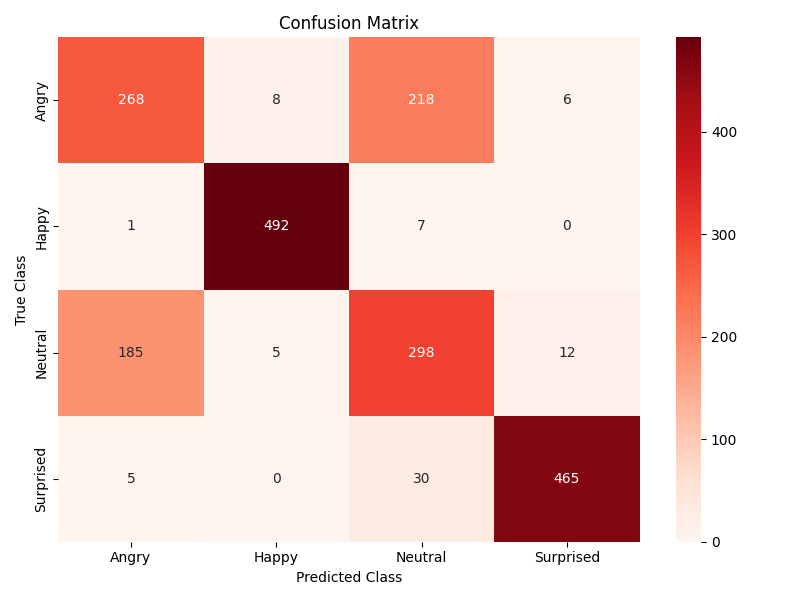 Confusion Matrix
Angry
268 8 218 6
Happy
1 492 7 0
Neutral
185 5 298 12
Surprised
5 0 30 465
True Class
Angry Happy Neutral Surprised
Predicted Class
400
300
200
100
0